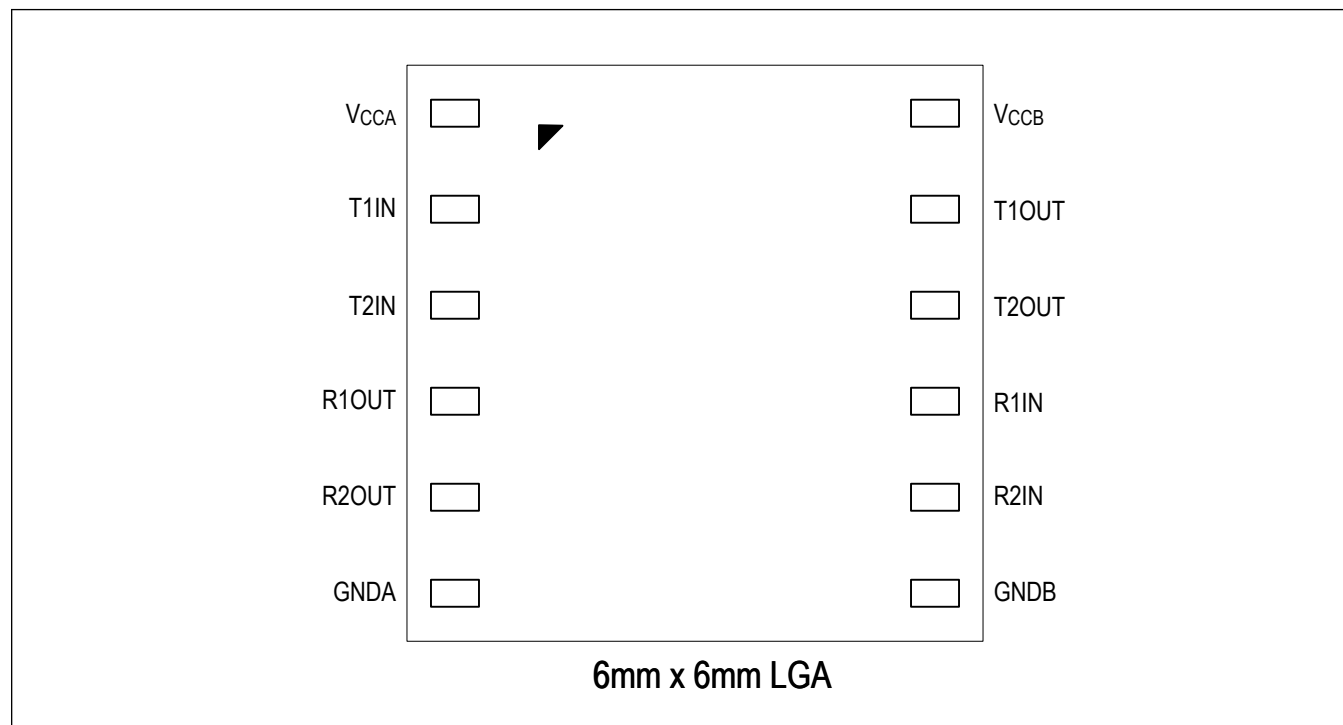 VCCA VCCB
T1IN T1OUT
T2IN T2OUT
R1OUT R1IN
R2OUT R2IN
GNDA GNDB
6mm x 6mm LGA